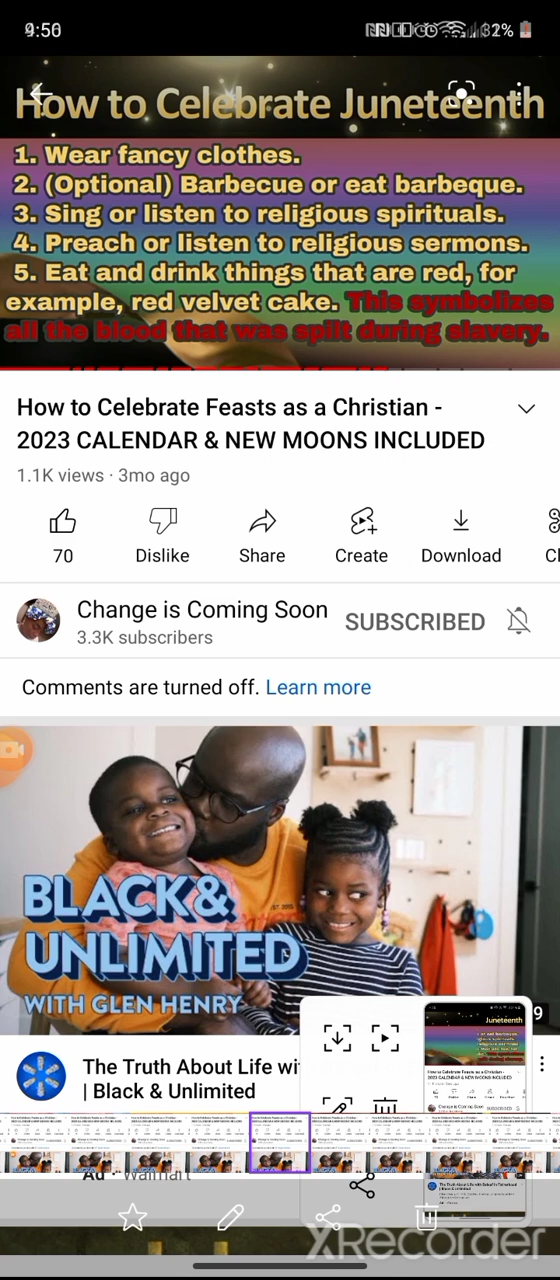 9:50
32%
How to Celebrate Juneteenth
1. Wear fancy clothes.
2. (Optional) Barbecue or eat barbeque.
3. Sing or listen to religious spirituals.
4. Preach or listen to religious sermons.
5. Eat and drink things that are red, for
example, red velvet cake. This symbolizes
all the blood that was spilt during slavery.
How to Celebrate Feasts as a Christian -
2023 CALENDAR & NEW MOONS INCLUDED
1.1K views · 3mo ago
70
Dislike
Share
Create
Download
Change is Coming Soon
3.3K subscribers
SUBSCRIBED
Comments are turned off. Learn more
BLACK&
UNLIMITED
WITH GLEN HENRY
9
Juneteenth
The Truth About Life wi
| Black & Unlimited
Ad · Walmart
XRecorder